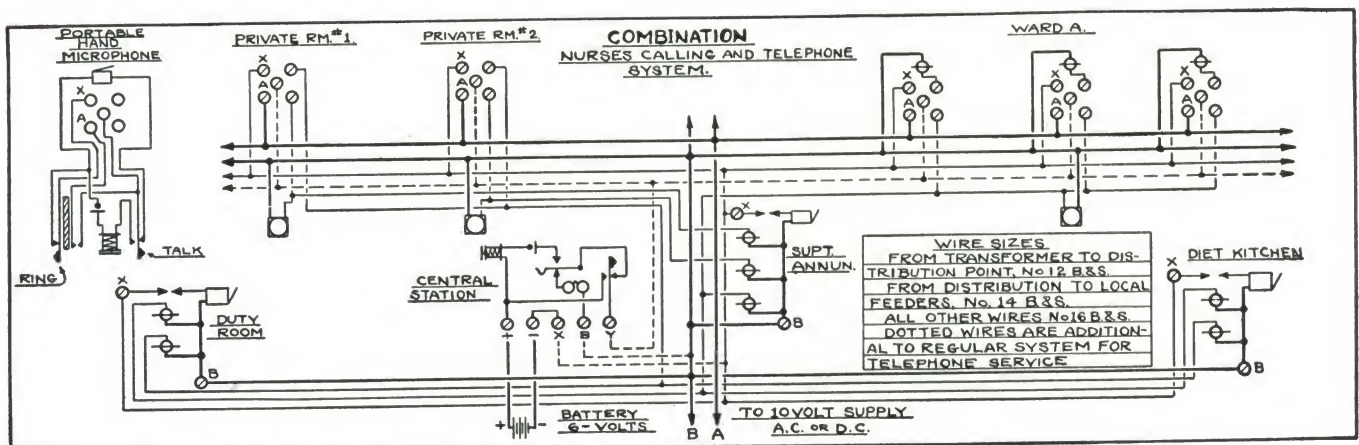 COMBINATION
NURSES CALLING AND TELEPHONE
SYSTEM.
PORTABLE
HAND
MICROPHONE
X
A
RING
TALK
PRIVATE RM.#1.
X
A
PRIVATE RM.#2
X
A
WARD A.
X
A
X
A
X
A
CENTRAL
STATION
+
-
X
B
Y
X
SUPT.
ANNUN.
B
WIRE SIZES
FROM TRANSFORMER TO DIS-
TRIBUTION POINT, No 12 B.&S.
FROM DISTRIBUTION TO LOCAL
FEEDERS, No. 14 B.&S.
ALL OTHER WIRES No16 B.&S.
DOTTED WIRES ARE ADDITION-
AL TO REGULAR SYSTEM FOR
TELEPHONE SERVICE
X
DIET KITCHEN
B
X
DUTY
ROOM
B
BATTERY
6-VOLTS
+
-
B
A
TO 10 VOLT SUPPLY
A.C. OR D.C.